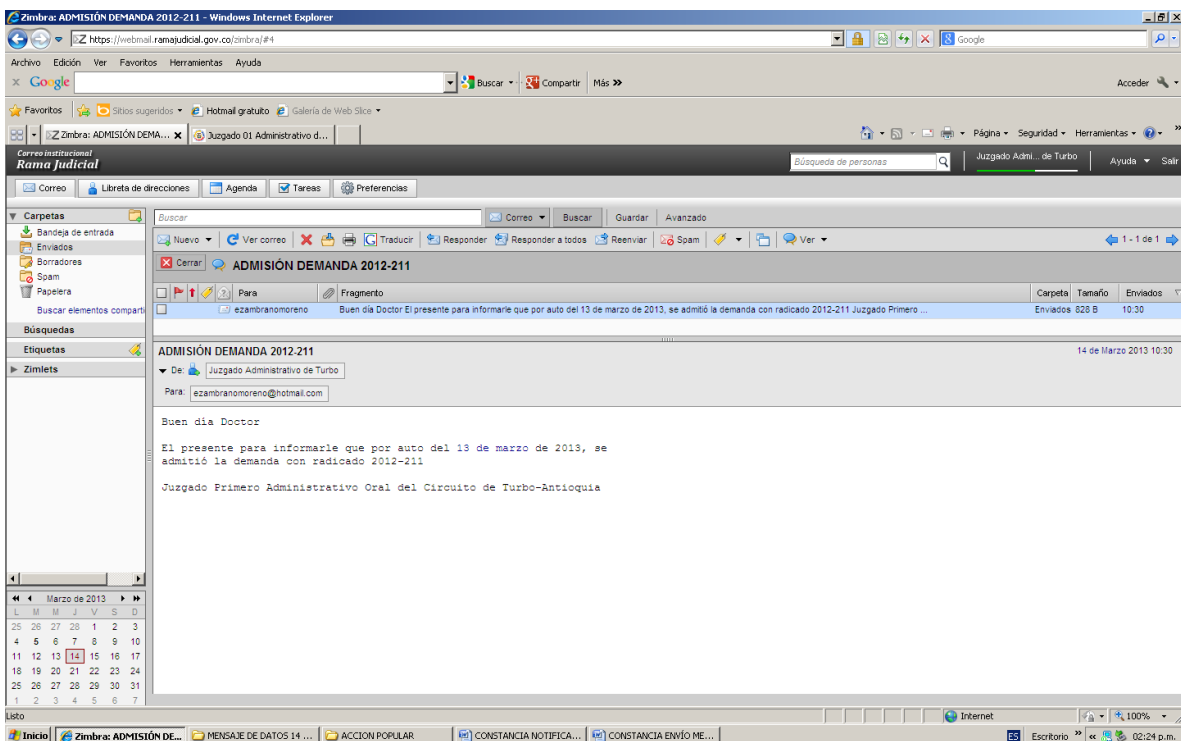 Zimbra: ADMISIÓN DEMANDA 2012-211 - Windows Internet Explorer
https://webmail.ramajudicial.gov.co/zimbra/#4
Google
Archivo Edición Ver Favoritos Herramientas Ayuda
x Google Buscar Compartir Más >> Acceder
Favoritos Sitios sugeridos Hotmail gratuito Galería de Web Slice
Zimbra: ADMISIÓN DEMA... Juzgado 01 Administrativo d... Página Seguridad Herramientas
Correo institucional
Rama Judicial
Búsqueda de personas Juzgado Admi... de Turbo Ayuda Salir
Correo Libreta de direcciones Agenda Tareas Preferencias
Carpetas
Bandeja de entrada
Enviados
Borradores
Spam
Papelera
Buscar elementos comparti
Búsquedas
Etiquetas
Zimlets
Buscar Correo Buscar Guardar Avanzado
Nuevo Ver correo Traducir Responder Responder a todos Reenviar Spam Ver 1 - 1 de 1
Cerrar ADMISIÓN DEMANDA 2012-211
Para Fragmento Carpeta Tamaño Enviados
ezambranomoreno Buen día Doctor El presente para informarle que por auto del 13 de marzo de 2013, se admitió la demanda con radicado 2012-211 Juzgado Primero ... Enviados 828 B 10:30
ADMISIÓN DEMANDA 2012-211 14 de Marzo 2013 10:30
De: Juzgado Administrativo de Turbo
Para: ezambranomoreno@hotmail.com
Buen día Doctor
El presente para informarle que por auto del 13 de marzo de 2013, se
admitió la demanda con radicado 2012-211
Juzgado Primero Administrativo Oral del Circuito de Turbo-Antioquia
Marzo de 2013
L M M J V S D
25 26 27 28 1 2 3
4 5 6 7 8 9 10
11 12 13 14 15 16 17
18 19 20 21 22 23 24
25 26 27 28 29 30 31
1 2 3 4 5 6 7
Listo Internet 100%
Inicio Zimbra: ADMISIÓN DE... MENSAJE DE DATOS 14 ... ACCION POPULAR CONSTANCIA NOTIFICA... CONSTANCIA ENVÍO ME... ES Escritorio 02:24 p.m.